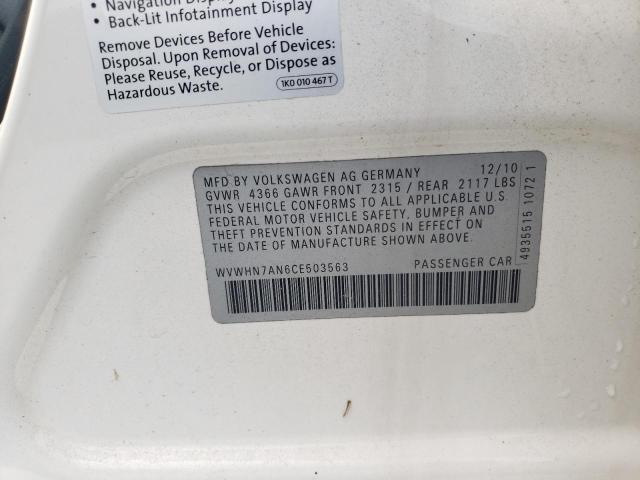 • Navigation Display
• Back-Lit Infotainment Display
Remove Devices Before Vehicle
Disposal. Upon Removal of Devices:
Please Reuse, Recycle, or Dispose as
Hazardous Waste.
1K0 010 467 T
MFD BY VOLKSWAGEN AG GERMANY 12/10
GVWR 4366 GAWR FRONT 2315 / REAR 2117 LBS
THIS VEHICLE CONFORMS TO ALL APPLICABLE U.S.
FEDERAL MOTOR VEHICLE SAFETY, BUMPER AND
THEFT PREVENTION STANDARDS IN EFFECT ON
THE DATE OF MANUFACTURE SHOWN ABOVE.
WVWHN7AN6CE503563 PASSENGER CAR
4935515 1072 1